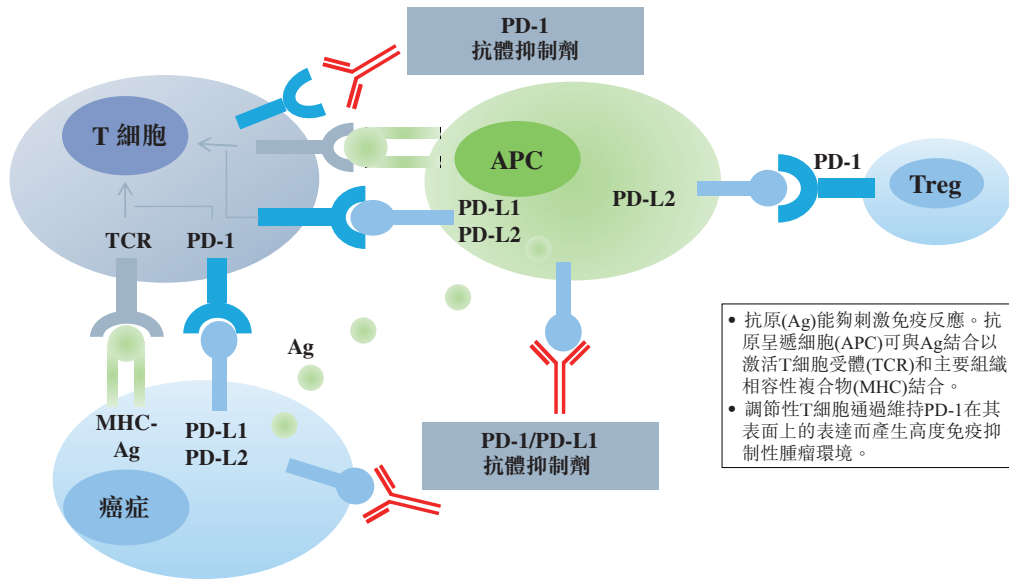 PD-1
抗體抑制劑
T 細胞
APC
PD-1
Treg
PD-L2
PD-L1
PD-L2
TCR
PD-1
Ag
MHC-
Ag
PD-L1
PD-L2
癌症
PD-1/PD-L1
抗體抑制劑
• 抗原(Ag)能夠刺激免疫反應。抗
原呈遞細胞(APC)可與Ag結合以
激活T細胞受體(TCR)和主要組織
相容性複合物(MHC)結合。
• 調節性T細胞通過維持PD-1在其
表面上的表達而產生高度免疫抑
制性腫瘤環境。